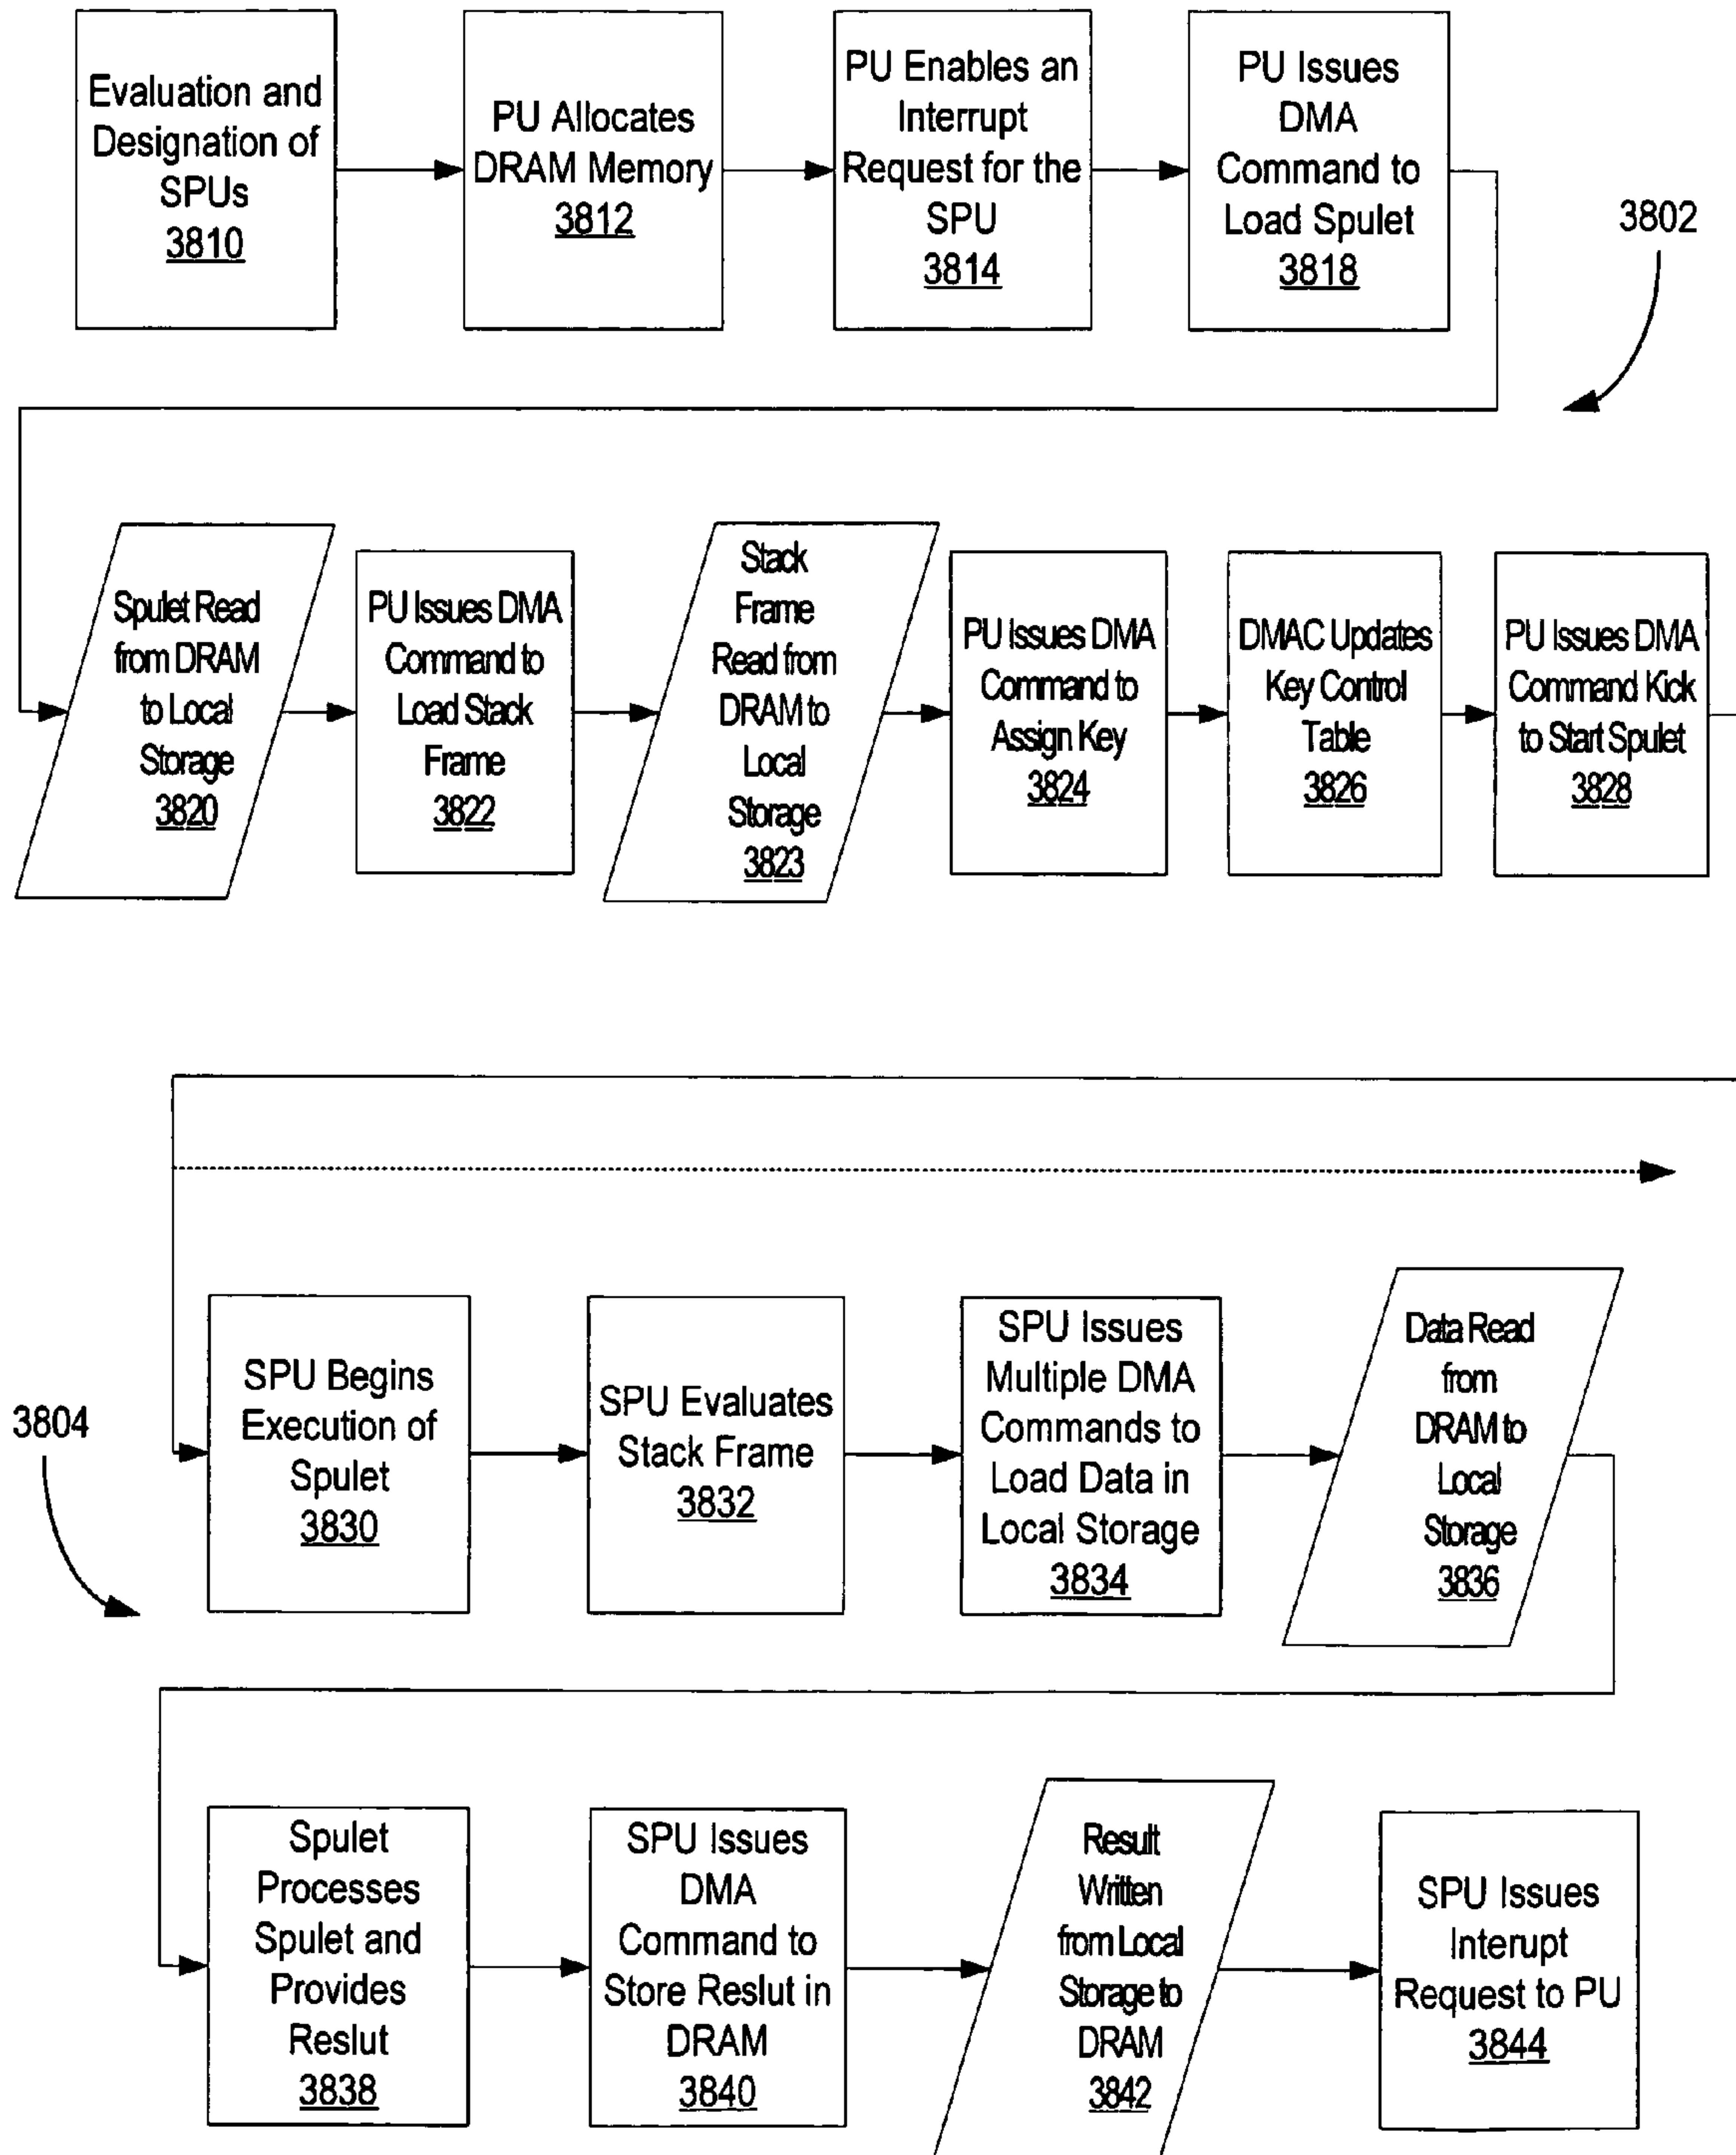 Evaluation and
Designation of
SPUs
3810
PU Allocates
DRAM Memory
3812
PU Enables an
Interrupt
Request for the
SPU
3814
PU Issues
DMA
Command to
Load Spulet
3818
3802
Spulet Read
from DRAM
to Local
Storage
3820
PU Issues DMA
Command to
Load Stack
Frame
3822
Stack
Frame
Read from
DRAM to
Local
Storage
3823
PU Issues DMA
Command to
Assign Key
3824
DMAC Updates
Key Control
Table
3826
PU Issues DMA
Command Kick
to Start Spulet
3828
3804
SPU Begins
Execution of
Spulet
3830
SPU Evaluates
Stack Frame
3832
SPU Issues
Multiple DMA
Commands to
Load Data in
Local Storage
3834
Data Read
from
DRAM to
Local
Storage
3836
Spulet
Processes
Spulet and
Provides
Reslut
3838
SPU Issues
DMA
Command to
Store Reslut in
DRAM
3840
Result
Written
from Local
Storage to
DRAM
3842
SPU Issues
Interupt
Request to PU
3844